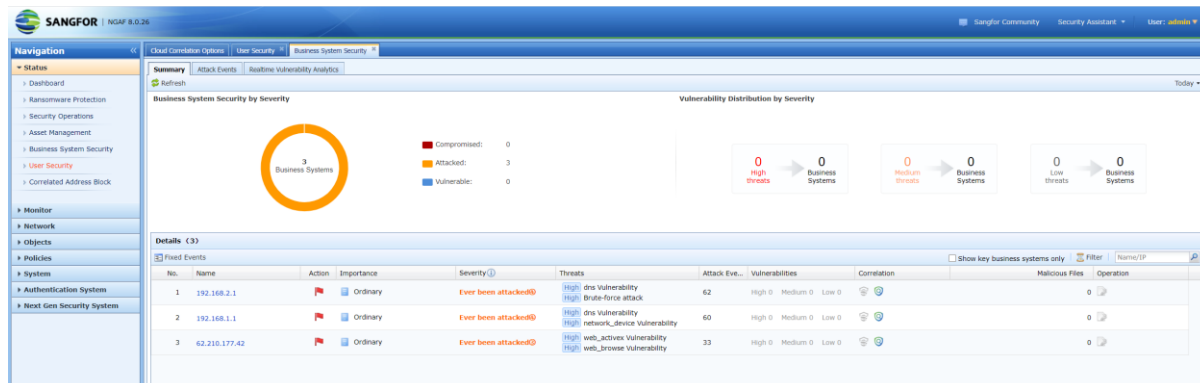 SANGFOR | NGAF 8.0.26
Sangfor Community Security Assistant User: admin
Navigation
Cloud Correlation Options User Security Business System Security
Status
Dashboard
Ransomware Protection
Security Operations
Asset Management
Business System Security
User Security
Correlated Address Block
Monitor
Network
Objects
Policies
System
Authentication System
Next Gen Security System
Summary Attack Events Realtime Vulnerability Analytics
Refresh Today
Business System Security by Severity
3
Business Systems
Compromised: 0
Attacked: 3
Vulnerable: 0
Vulnerability Distribution by Severity
0 High threats 0 Business Systems
0 Medium threats 0 Business Systems
0 Low threats 0 Business Systems
Details (3)
Fixed Events Show key business systems only Filter Name/IP
No. Name Action Importance Severity Threats Attack Eve... Vulnerabilities Correlation Malicious Files Operation
1 192.168.2.1 Ordinary Ever been attacked High dns Vulnerability 62 High 0 Medium 0 Low 0 0
High Brute-force attack
2 192.168.1.1 Ordinary Ever been attacked High dns Vulnerability 60 High 0 Medium 0 Low 0 0
High network_device Vulnerability
3 62.210.177.42 Ordinary Ever been attacked High web_activex Vulnerability 33 High 0 Medium 0 Low 0 0
High web_browse Vulnerability